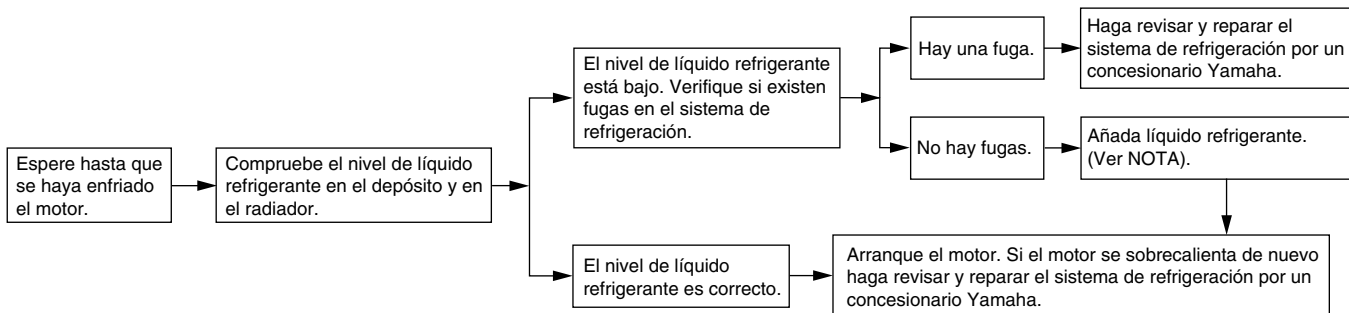 Espere hasta que
se haya enfriado
el motor.
Compruebe el nivel de líquido
refrigerante en el depósito y en
el radiador.
El nivel de líquido refrigerante
está bajo. Verifique si existen
fugas en el sistema de
refrigeración.
Hay una fuga.
Haga revisar y reparar el
sistema de refrigeración por un
concesionario Yamaha.
No hay fugas.
Añada líquido refrigerante.
(Ver NOTA).
El nivel de líquido
refrigerante es correcto.
Arranque el motor. Si el motor se sobrecalienta de nuevo
haga revisar y reparar el sistema de refrigeración por un
concesionario Yamaha.